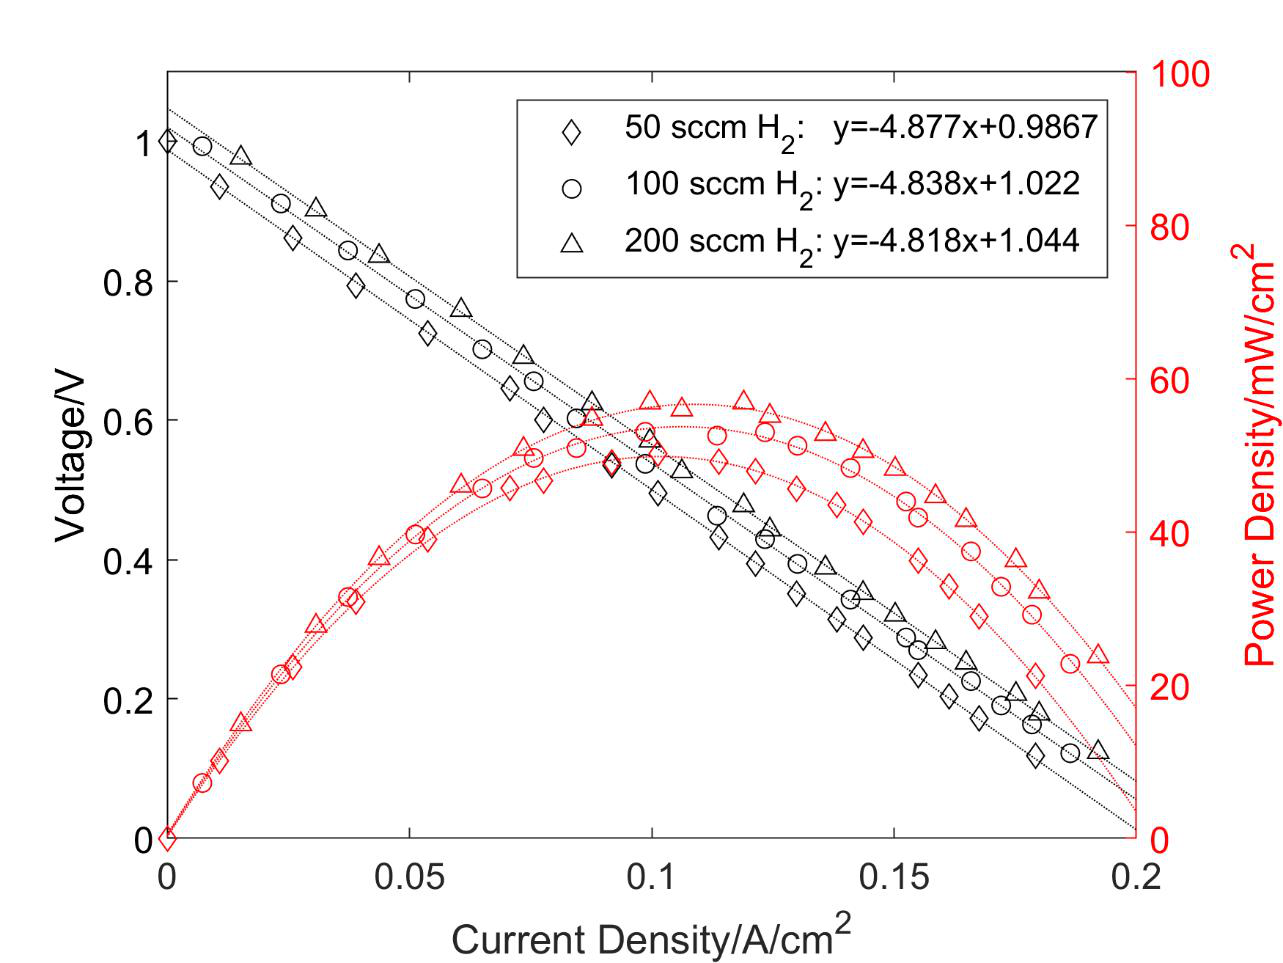 50 sccm H2: y=-4.877x+0.9867
100 sccm H2: y=-4.838x+1.022
200 sccm H2: y=-4.818x+1.044
Voltage/V
1
0.8
0.6
0.4
0.2
0
100
80
60
40
20
0
Power Density/mW/cm2
0 0.05 0.1 0.15 0.2
Current Density/A/cm2